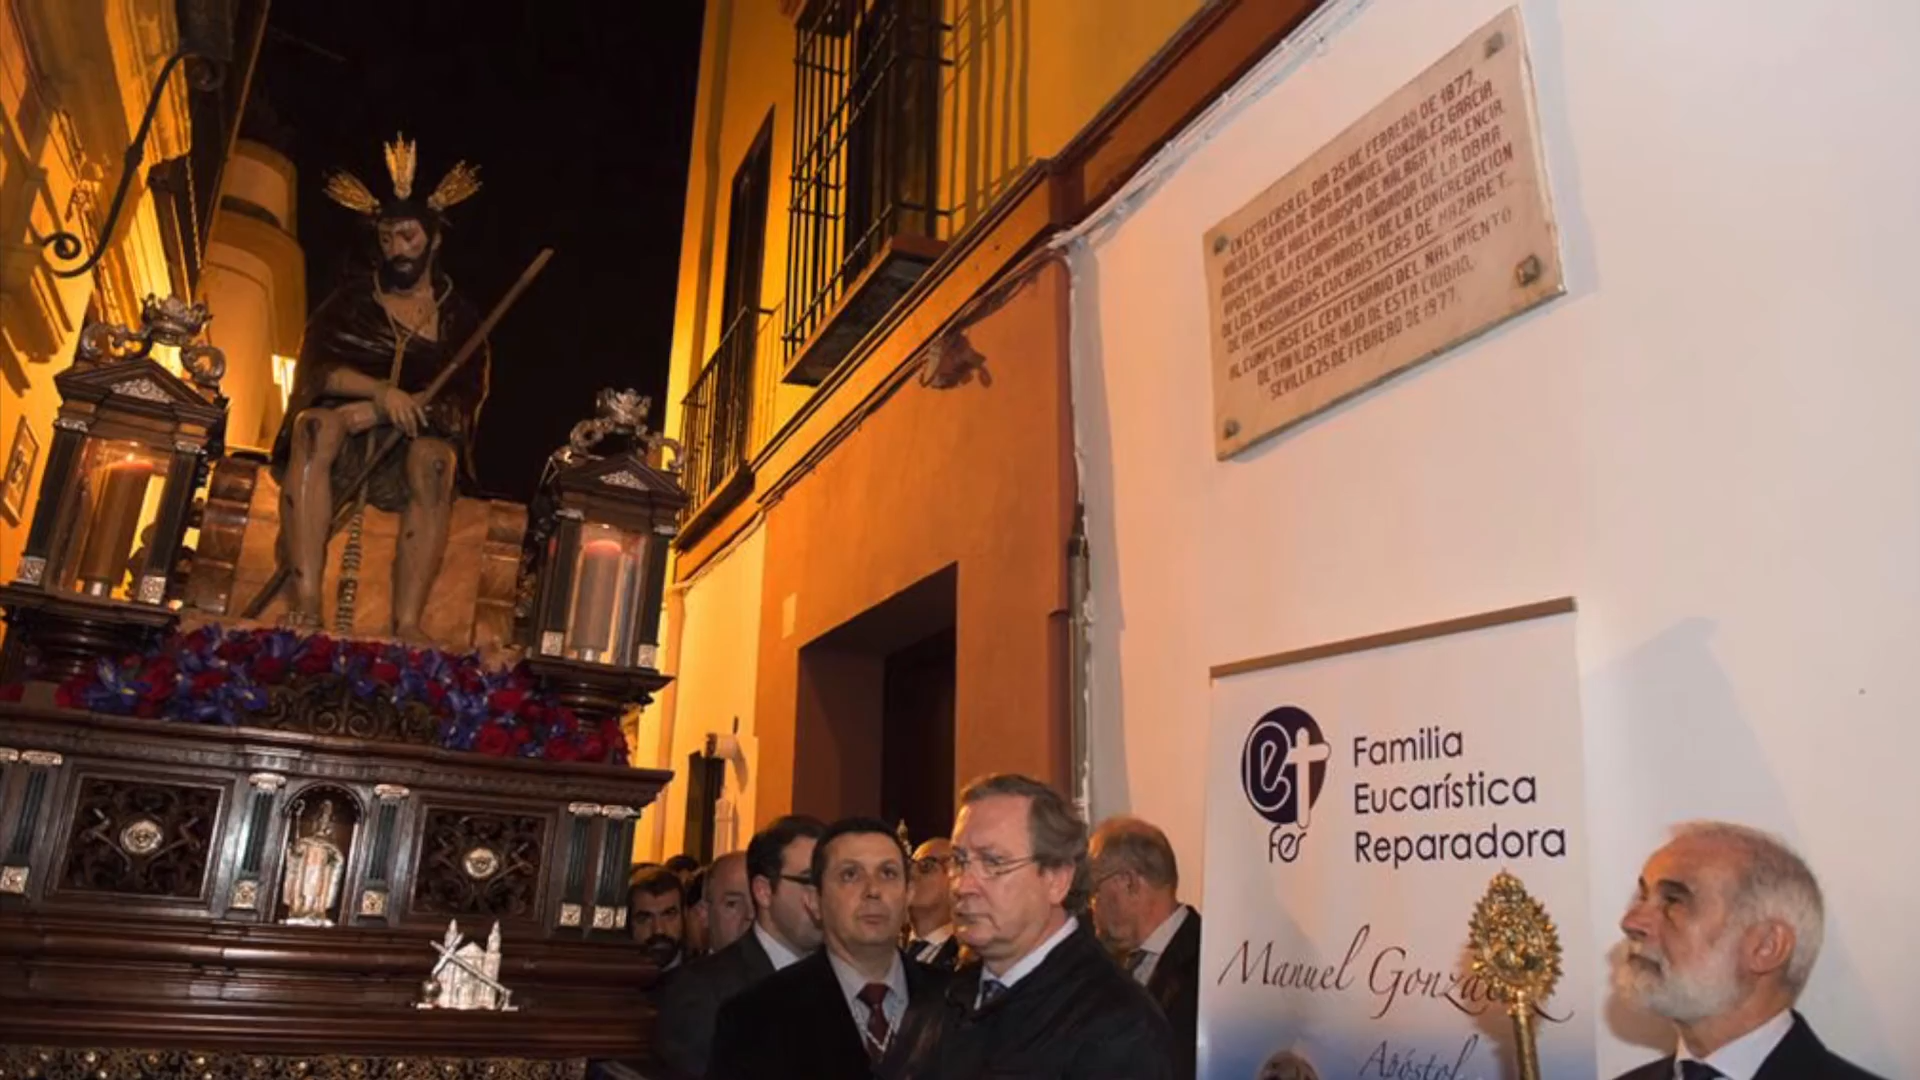 EN ESTA CASA EL DIA 25 DE FEBRERO DE 1877,
NACIO EL SIERVO DE DIOS D. MANUEL GONZALEZ GARCIA
ARCIPRESTE DE HUELVA, OBISPO DE MALAGA Y PALENCIA.
APOSTOL DE LA EUCARISTIA, FUNDADOR DE LA OBRA
DE LOS SAGRARIOS CALVARIOS Y DE LA CONGREGACION
DE HH. MISIONERAS EUCARISTICAS DE NAZARET.
AL CUMPLIRSE EL CENTENARIO DEL NACIMIENTO
DE TAN ILUSTRE HIJO DE ESTA CIUDAD.
SEVILLA, 25 DE FEBRERO DE 1977.
fer
Familia
Eucarística
Reparadora
Manuel
Apóstol